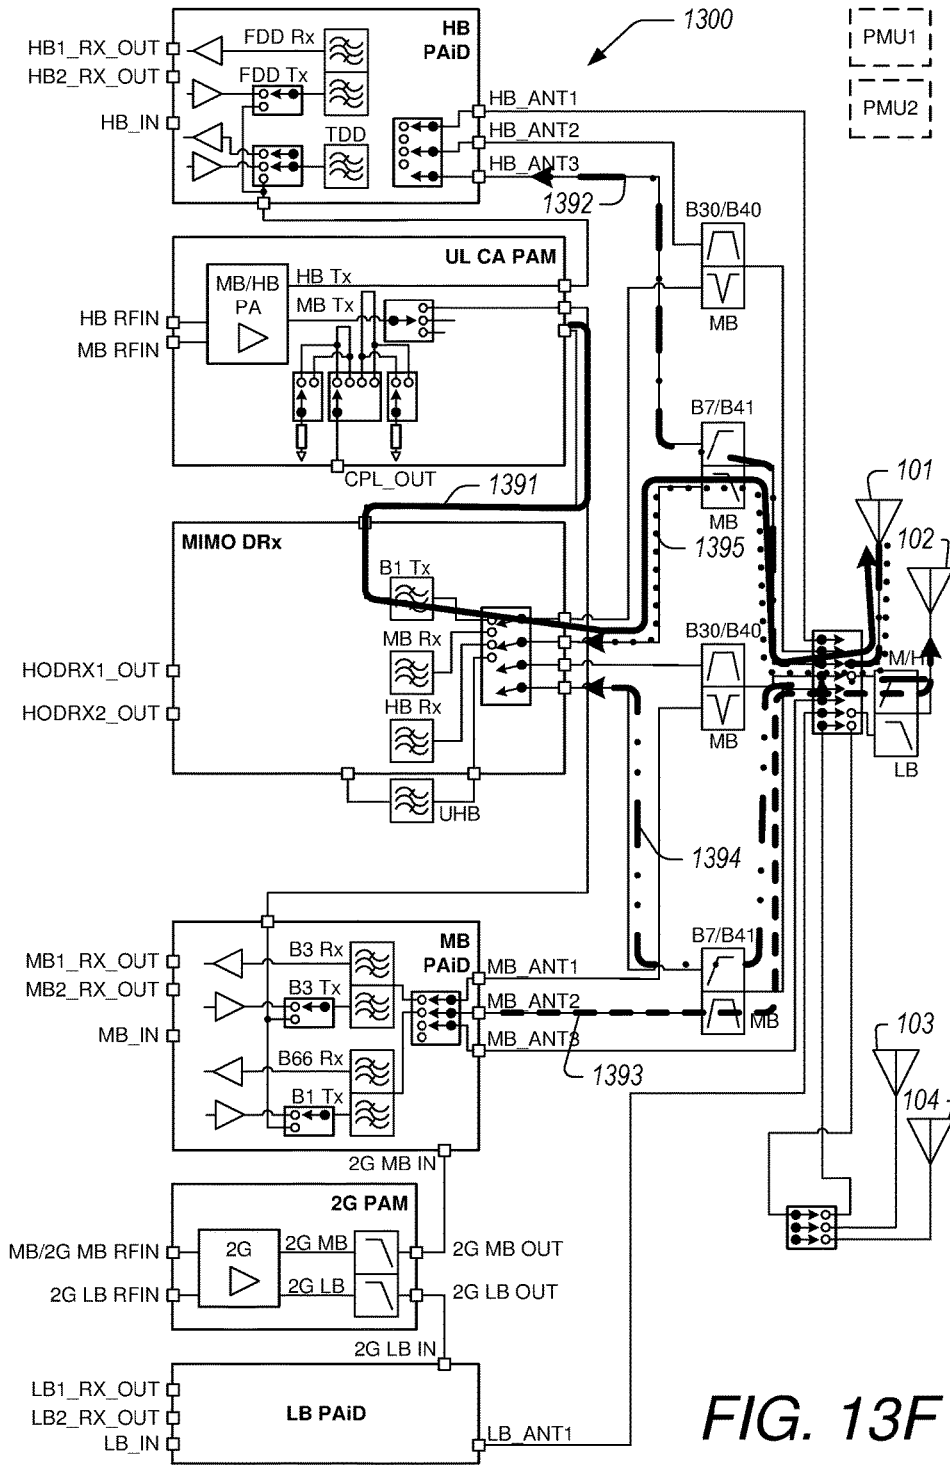 1300
PMU1
PMU2
HB PAiD
HB1_RX_OUT
HB2_RX_OUT
HB_IN
FDD Rx
FDD Tx
TDD
HB_ANT1
HB_ANT2
HB_ANT3
1392
B30/B40
MB
UL CA PAM
MB/HB PA
HB Tx
MB Tx
HB RFIN
MB RFIN
CPL_OUT
B7/B41
MB
1391
1395
101
102
MIMO DRx
B1 Tx
MB Rx
HB Rx
HODRX1_OUT
HODRX2_OUT
UHB
B30/B40
MB
M/H
LB
1394
MB PAiD
MB1_RX_OUT
MB2_RX_OUT
MB_IN
B3 Rx
B3 Tx
B66 Rx
B1 Tx
MB_ANT1
MB_ANT2
MB_ANT3
B7/B41
MB
1393
103
104
2G MB IN
2G PAM
MB/2G MB RFIN
2G LB RFIN
2G
2G MB
2G LB
2G MB OUT
2G LB OUT
2G LB IN
LB1_RX_OUT
LB2_RX_OUT
LB_IN
LB PAiD
LB_ANT1
FIG. 13F